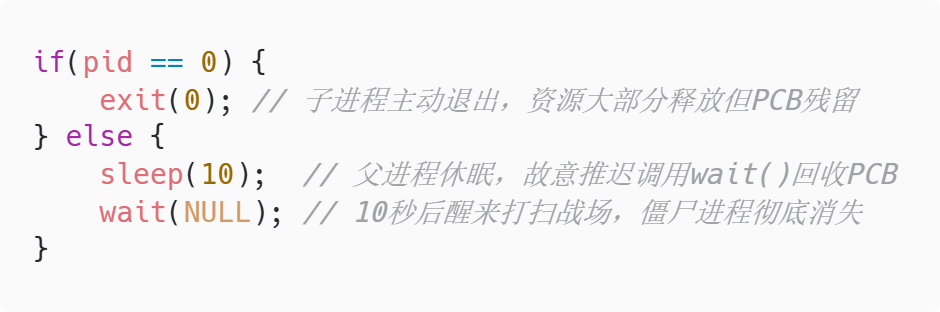 if(pid == 0) {
    exit(0); // 子进程主动退出，资源大部分释放但PCB残留
} else {
    sleep(10);  // 父进程休眠，故意推迟调用wait()回收PCB
    wait(NULL); // 10秒后醒来打扫战场，僵尸进程彻底消失
}